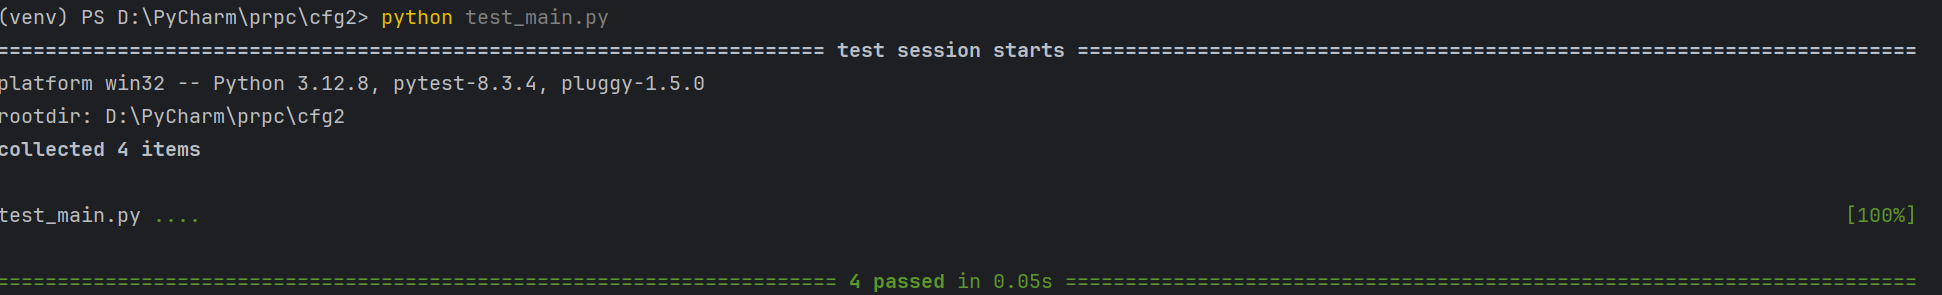 (venv) PS D:\PyCharm\prpc\cfg2> python test_main.py
===================================================================== test session starts ======================================================================
platform win32 -- Python 3.12.8, pytest-8.3.4, pluggy-1.5.0
rootdir: D:\PyCharm\prpc\cfg2
collected 4 items
test_main.py .... [100%]
====================================================================== 4 passed in 0.05s =======================================================================